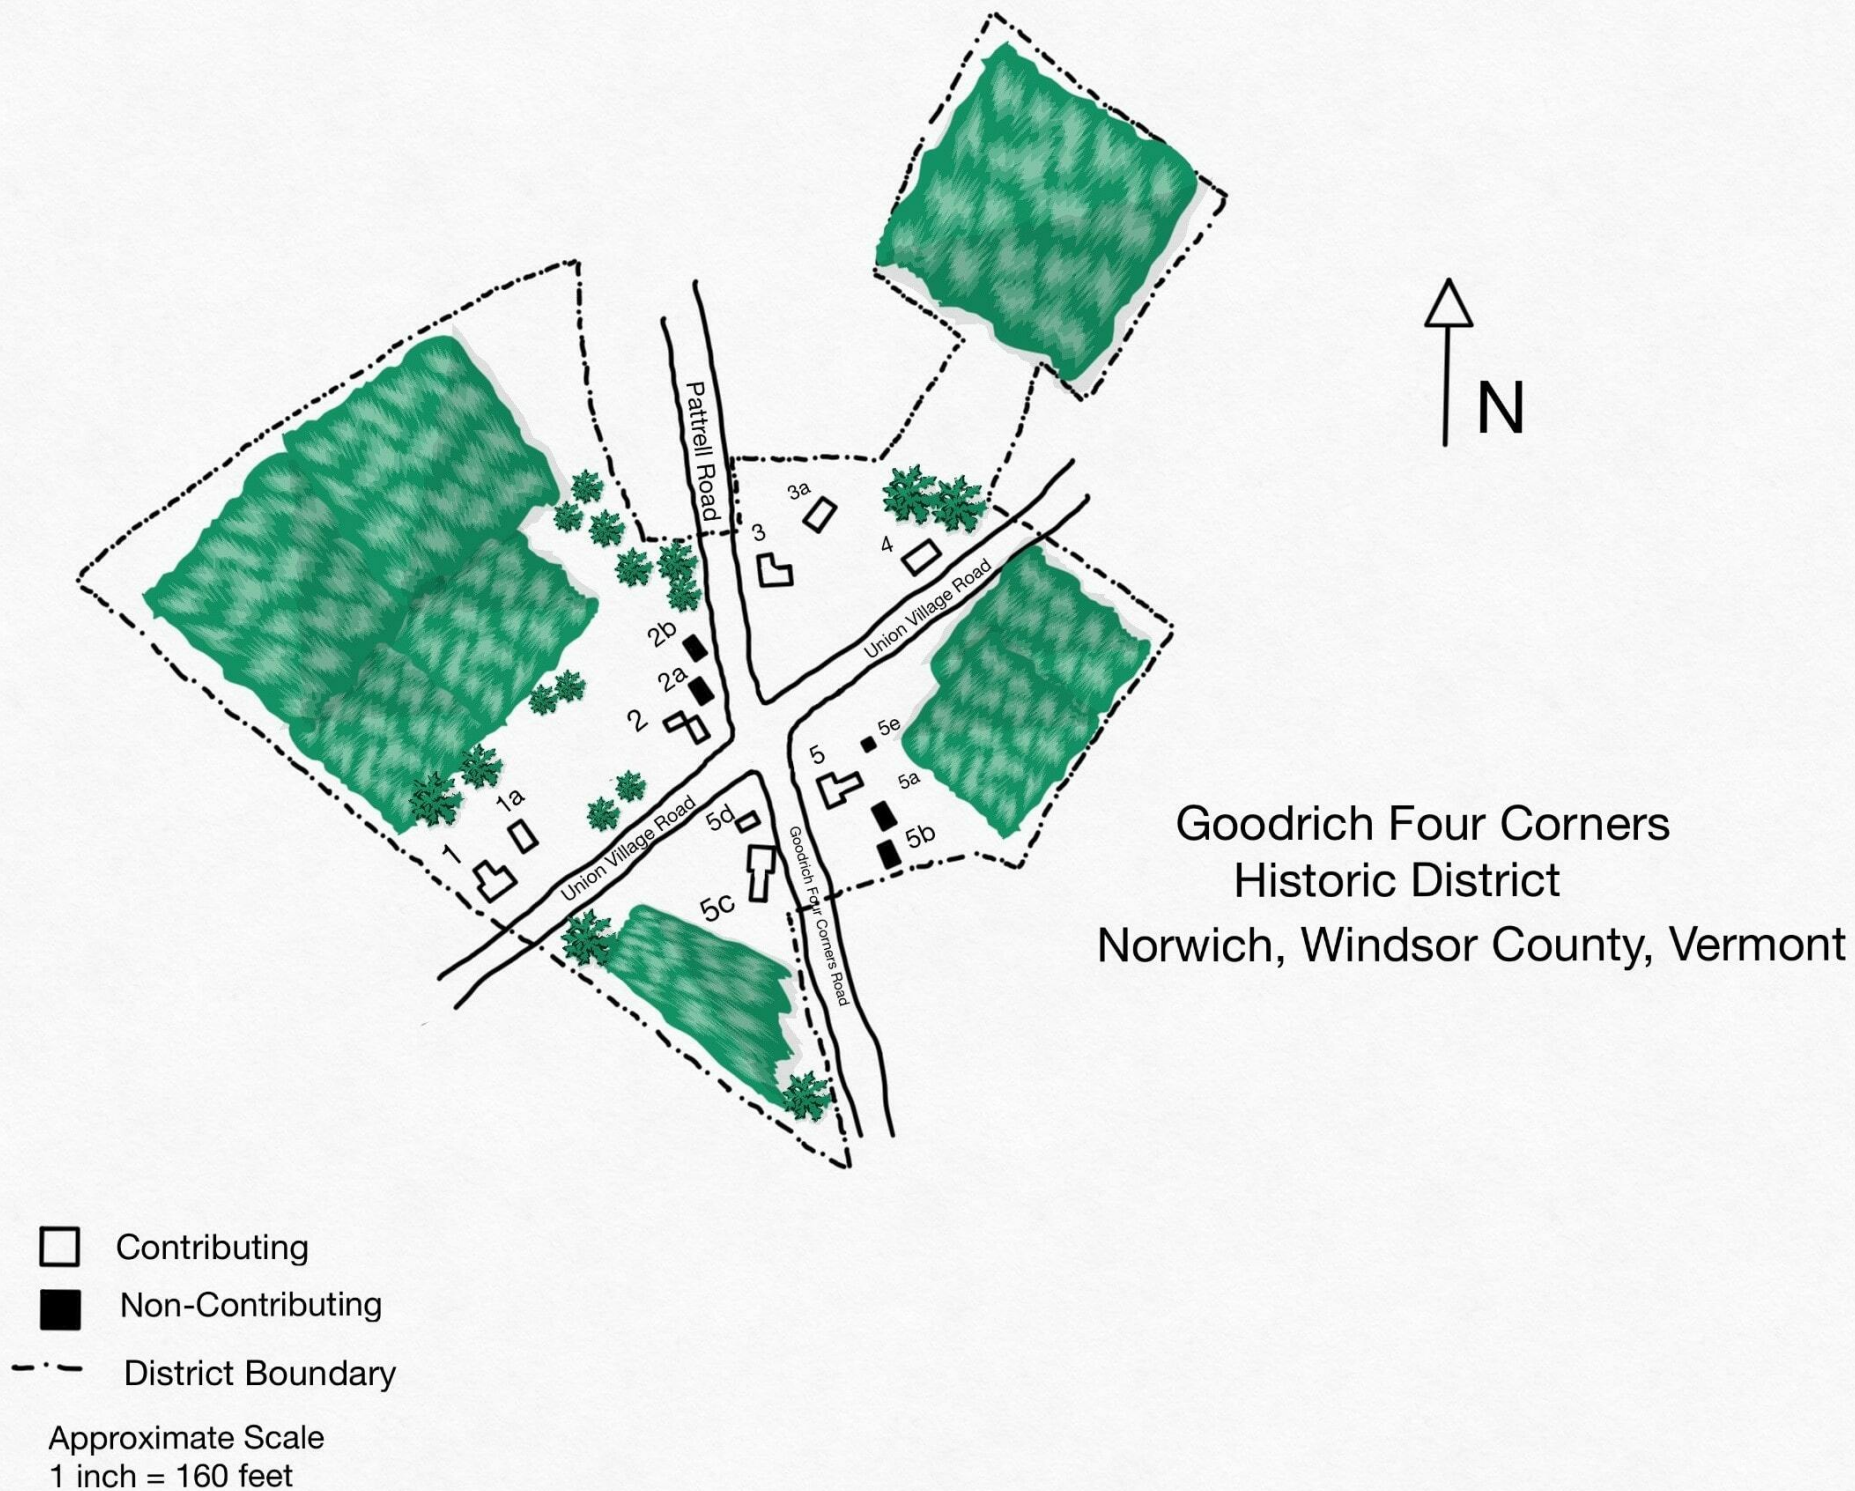 N
Pattrell Road
3a
3
4
Union Village Road
2b
2a
2
5e
5
5a
5b
5d
1a
1
Union Village Road
5c
Goodrich Four Corners Road
Goodrich Four Corners
Historic District
Norwich, Windsor County, Vermont
Contributing
Non-Contributing
District Boundary
Approximate Scale
1 inch = 160 feet